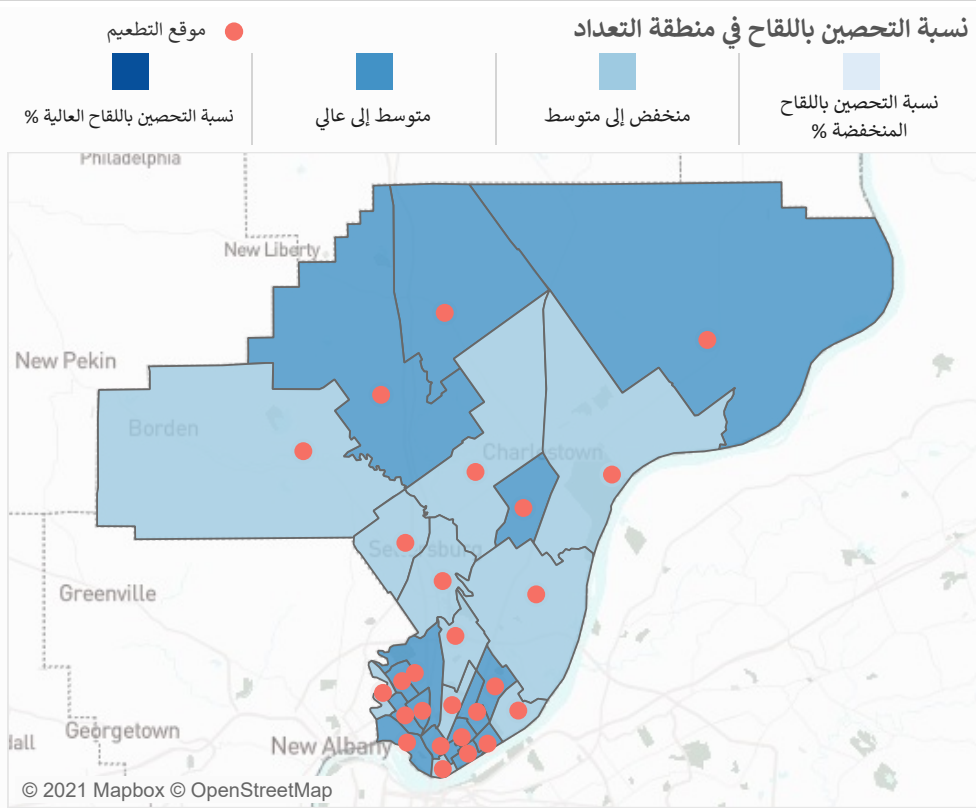 نسبة التحصين باللقاح في منطقة التعداد
موقع التطعيم
نسبة التحصين باللقاح
المنخفضة %
منخفض إلى متوسط
متوسط إلى عالي
نسبة التحصين باللقاح العالية %
Philadelphia
New Liberty
New Pekin
Borden
Charlestown
Sellersburg
Greenville
Georgetown
New Albany
© 2021 Mapbox © OpenStreetMap